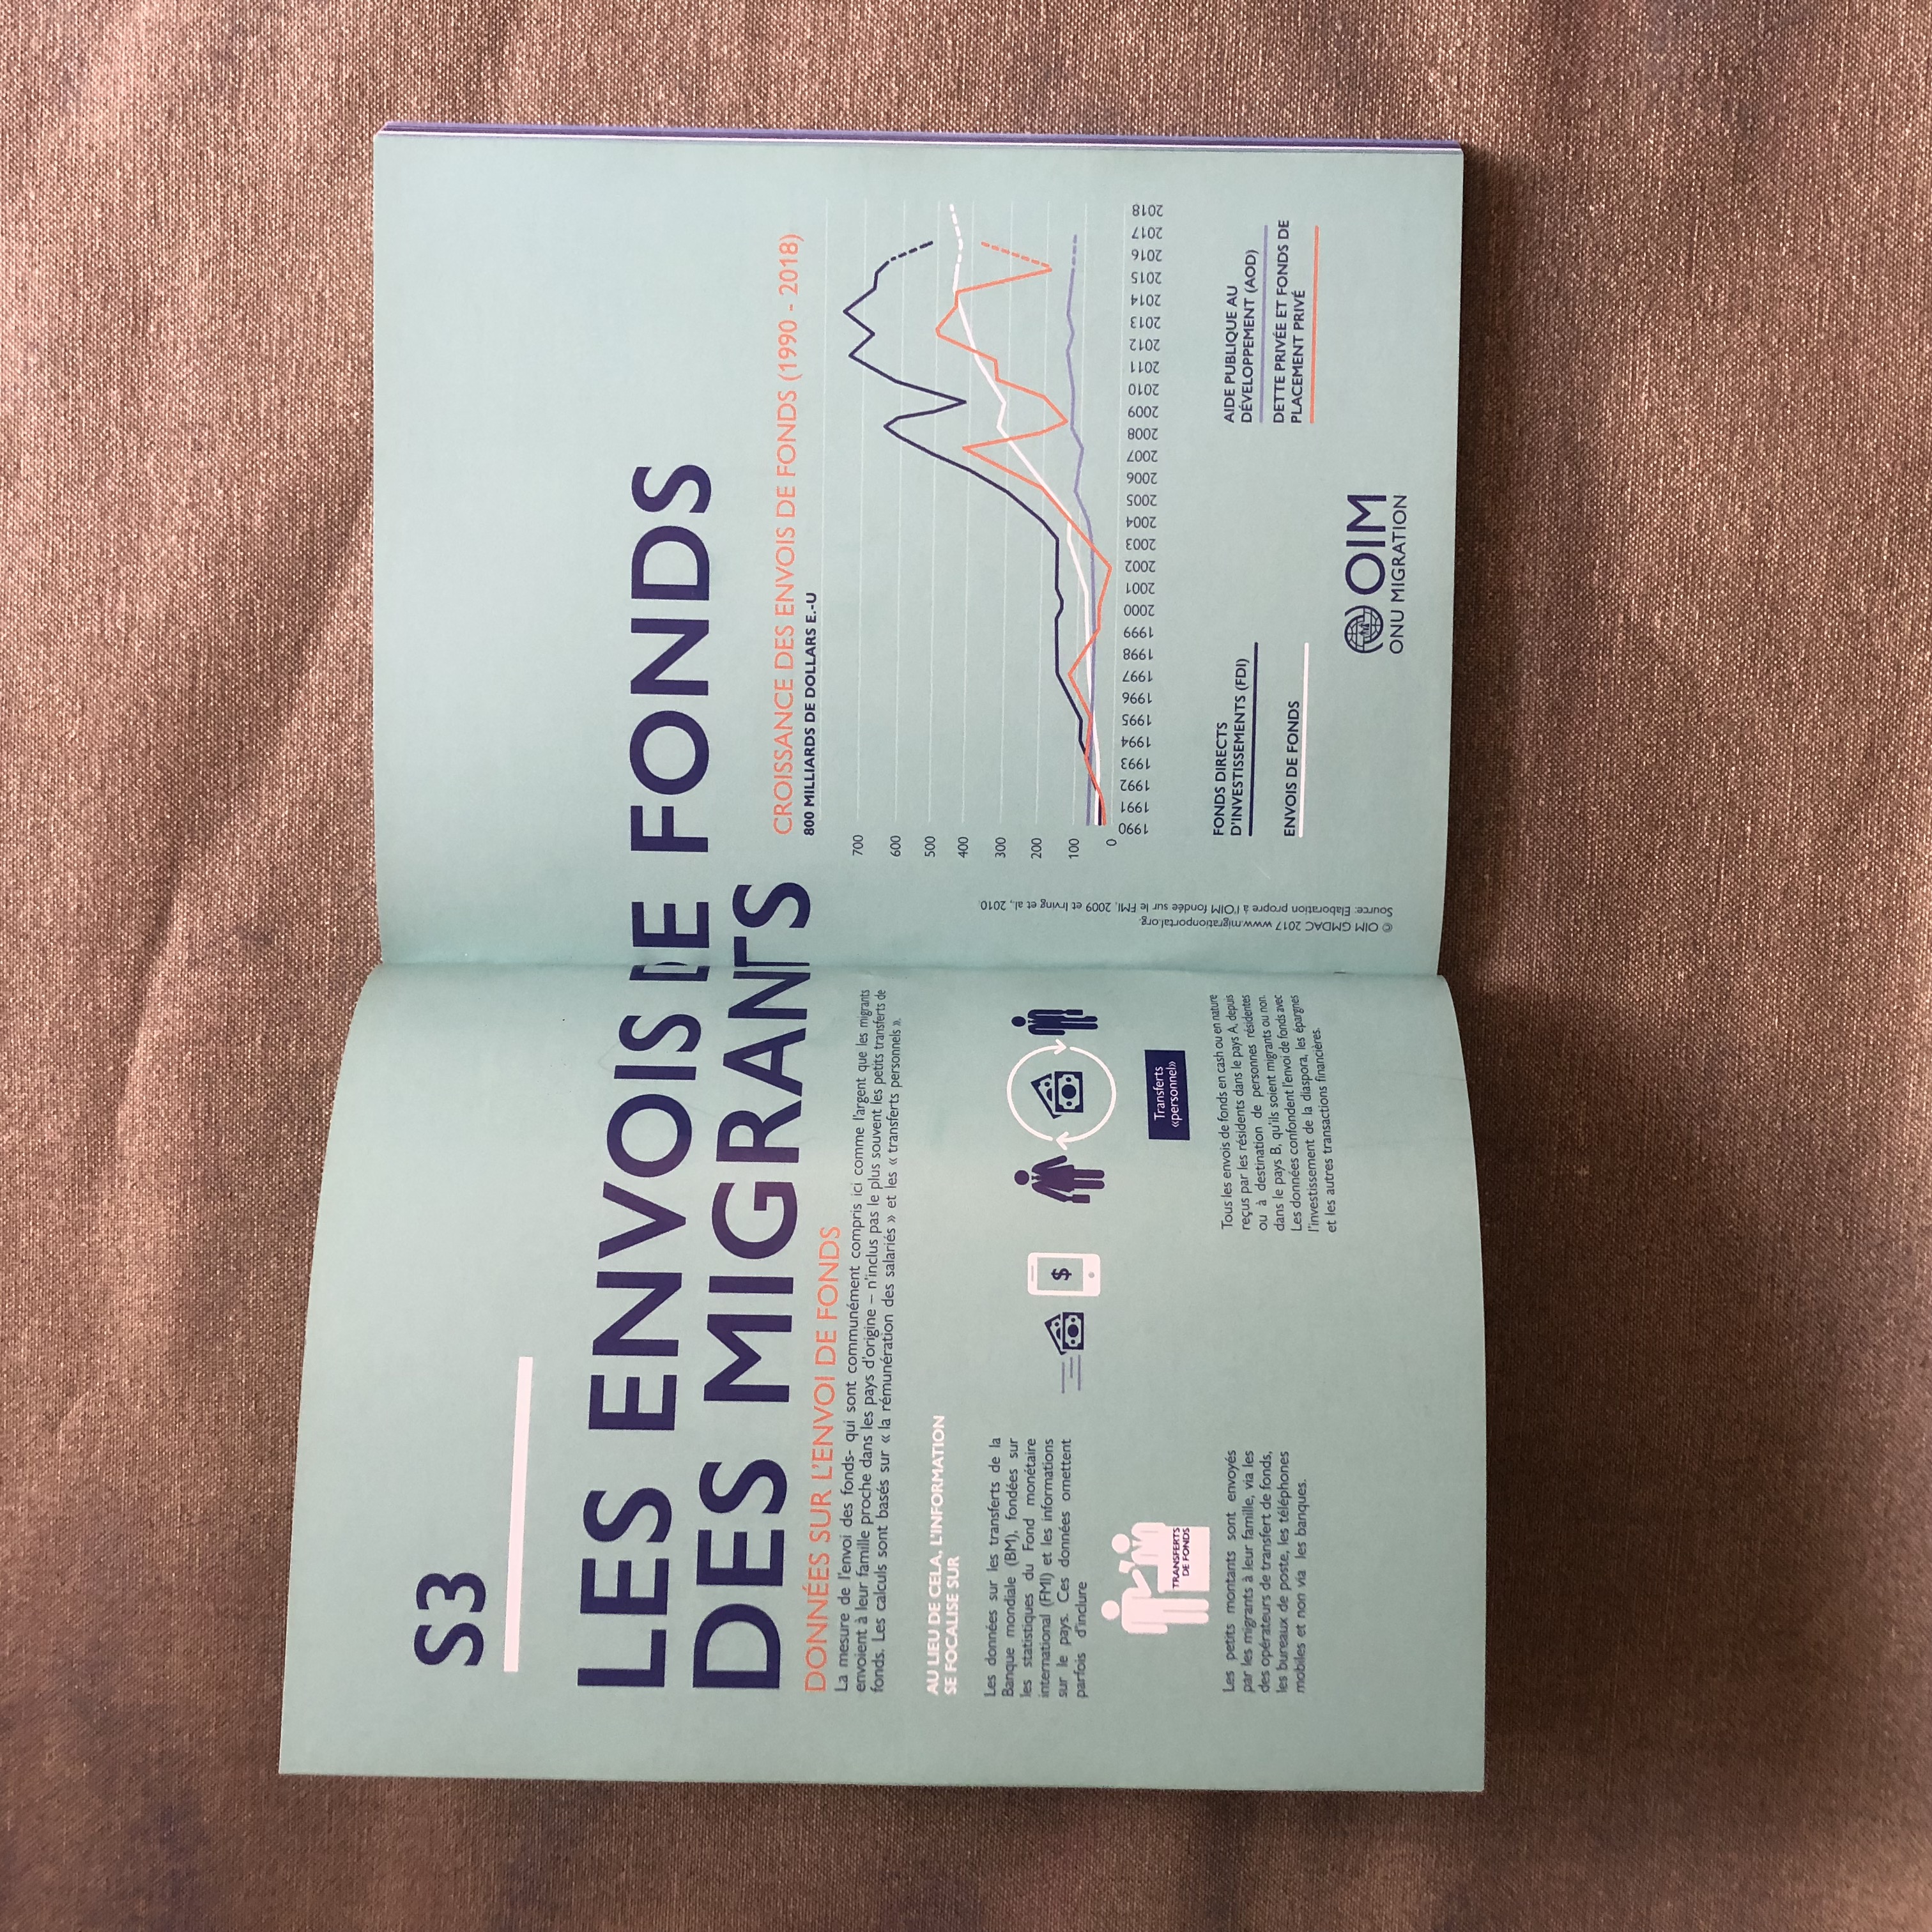 S3
LES ENVOIS DE FONDS
DES MIGRANTS
DONNÉES SUR L'ENVOI DE FONDS
La mesure de l'envoi des fonds- qui sont communément compris ici comme l'argent que les migrants
envoient à leur famille proche dans les pays d'origine – n'inclus pas le plus souvent les petits transferts de
fonds. Les calculs sont basés sur « la rémunération des salariés » et les « transferts personnels ».
AU LIEU DE CELA, L'INFORMATION
SE FOCALISE SUR
Les données sur les transferts de la
Banque mondiale (BM), fondées sur
les statistiques du Fond monétaire
international (FMI) et les informations
sur le pays. Ces données omettent
parfois d'inclure
$
TRANSFERTS
DE FONDS
Transferts
«personnel»
Les petits montants sont envoyés
par les migrants à leur famille, via les
des opérateurs de transfert de fonds,
les bureaux de poste, les téléphones
mobiles et non via les banques.
Tous les envois de fonds en cash ou en nature
reçus par les résidents dans le pays A, depuis
ou à destination de personnes résidentes
dans le pays B, qu'ils soient migrants ou non.
Les données confondent l'envoi de fonds avec
l'investissement de la diaspora, les épargnes
et les autres transactions financières.
CROISSANCE DES ENVOIS DE FONDS (1990 - 2018)
800 MILLIARDS DE DOLLARS E.-U
700
600
500
400
300
200
100
0
1990
1991
1992
1993
1994
1995
1996
1997
1998
1999
2000
2001
2002
2003
2004
2005
2006
2007
2008
2009
2010
2011
2012
2013
2014
2015
2016
2017
2018
FONDS DIRECTS
D'INVESTISSEMENTS (FDI)
ENVOIS DE FONDS
AIDE PUBLIQUE AU
DÉVELOPPEMENT (AOD)
DETTE PRIVÉE ET FONDS DE
PLACEMENT PRIVÉ
© OIM GMDAC 2017 www.migrationportal.org.
Source: Elaboration propre à l'OIM fondée sur le FMI, 2009 et Irving et al., 2010.
OIM
ONU MIGRATION